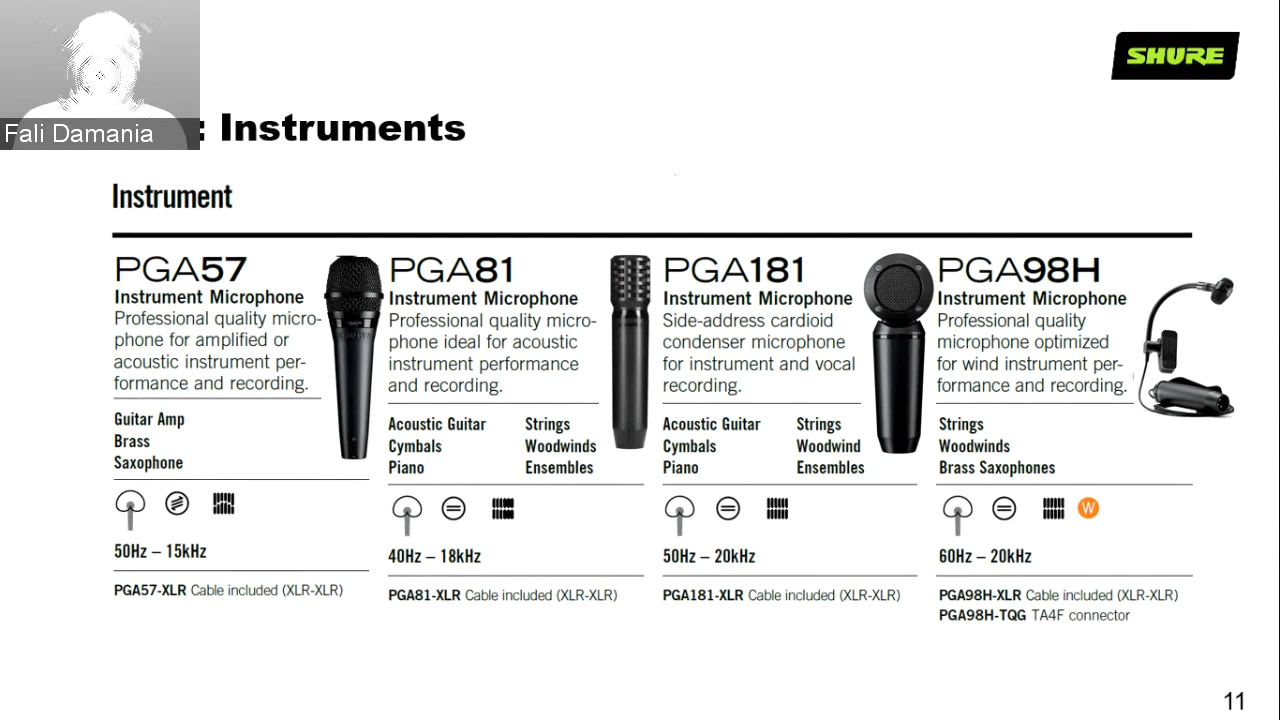 SHURE
Fali Damania
: Instruments
Instrument
PGA57
Instrument Microphone
Professional quality micro-
phone for amplified or
acoustic instrument per-
formance and recording.
Guitar Amp
Brass
Saxophone
50Hz – 15kHz
PGA57-XLR Cable included (XLR-XLR)
PGA81
Instrument Microphone
Professional quality micro-
phone ideal for acoustic
instrument performance
and recording.
Acoustic Guitar
Cymbals
Piano
Strings
Woodwinds
Ensembles
40Hz – 18kHz
PGA81-XLR Cable included (XLR-XLR)
PGA181
Instrument Microphone
Side-address cardioid
condenser microphone
for instrument and vocal
recording.
Acoustic Guitar
Cymbals
Piano
Strings
Woodwind
Ensembles
50Hz – 20kHz
PGA181-XLR Cable included (XLR-XLR)
PGA98H
Instrument Microphone
Professional quality
microphone optimized
for wind instrument per-
formance and recording.
Strings
Woodwinds
Brass Saxophones
W
60Hz – 20kHz
PGA98H-XLR Cable included (XLR-XLR)
PGA98H-TQG TA4F connector
11